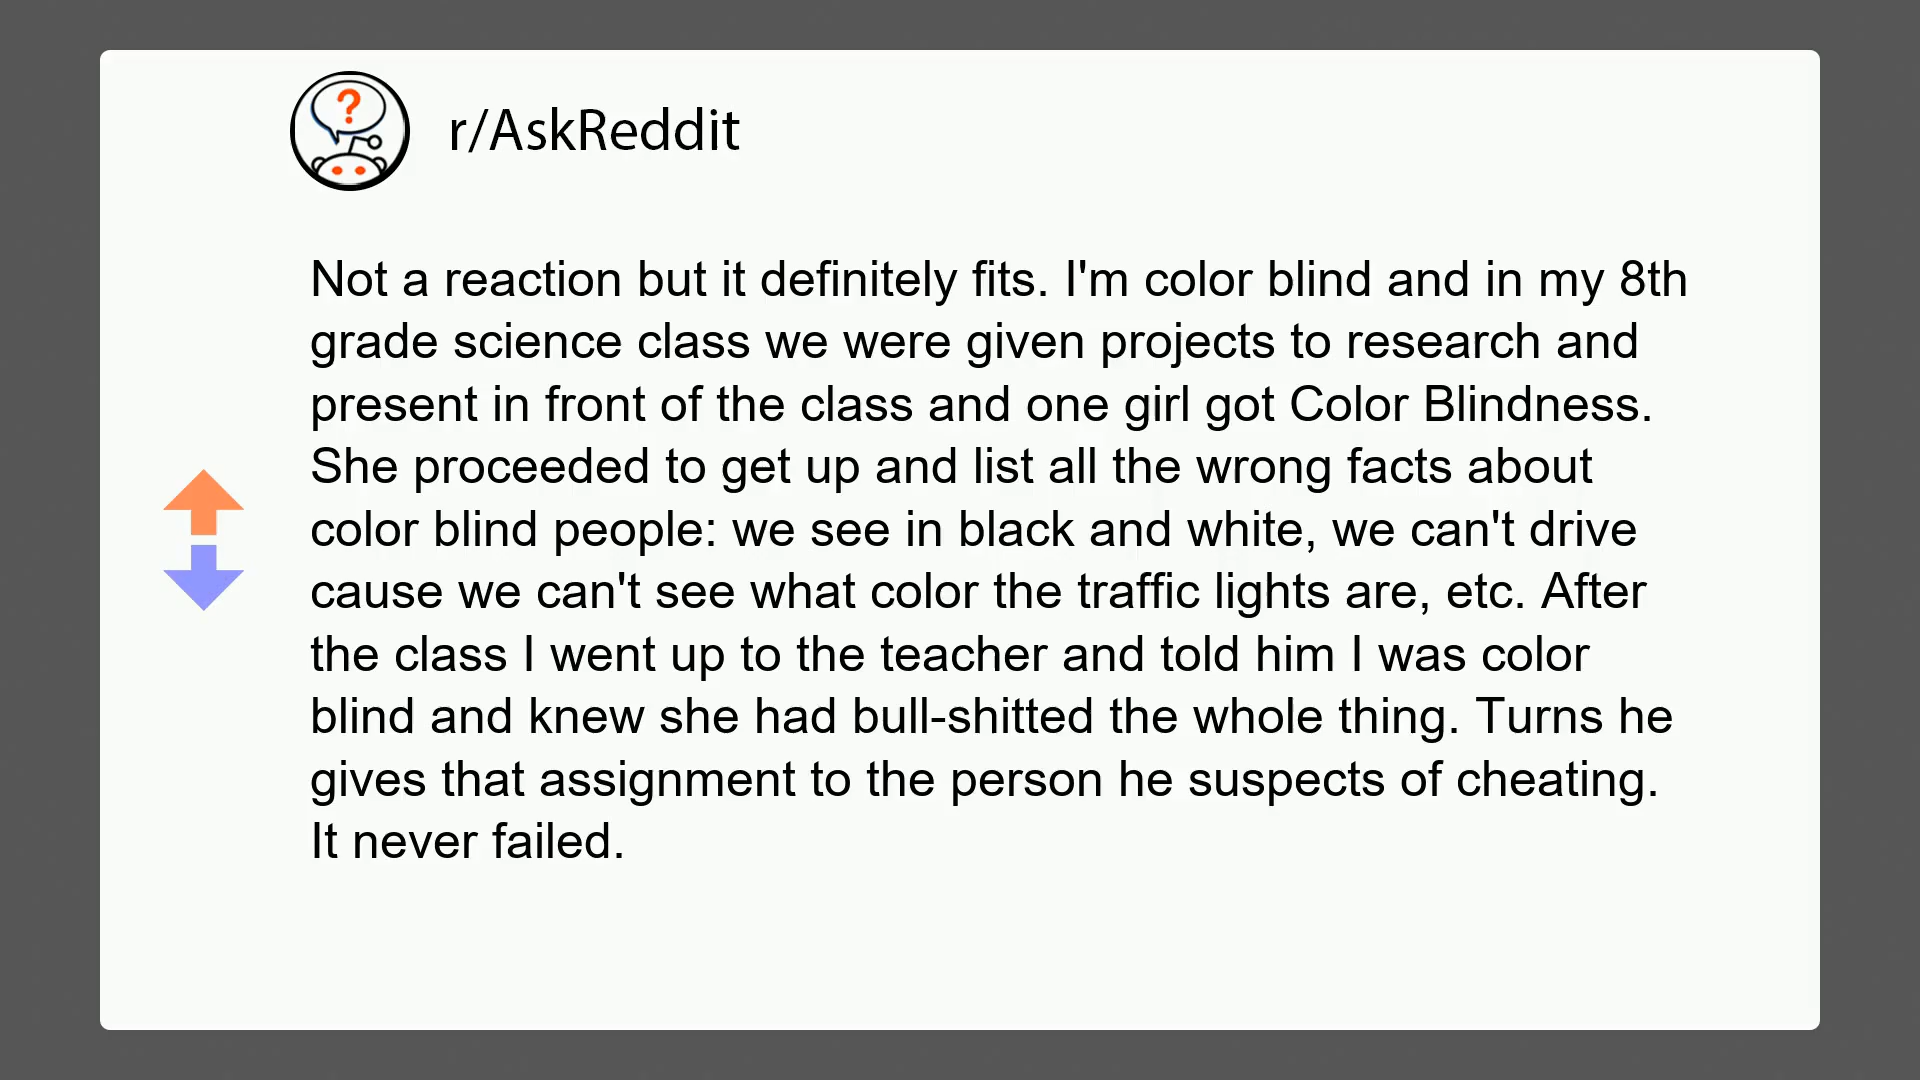 ?
r/AskReddit
Not a reaction but it definitely fits. I'm color blind and in my 8th
grade science class we were given projects to research and
present in front of the class and one girl got Color Blindness.
She proceeded to get up and list all the wrong facts about
color blind people: we see in black and white, we can't drive
cause we can't see what color the traffic lights are, etc. After
the class I went up to the teacher and told him I was color
blind and knew she had bull-shitted the whole thing. Turns he
gives that assignment to the person he suspects of cheating.
It never failed.